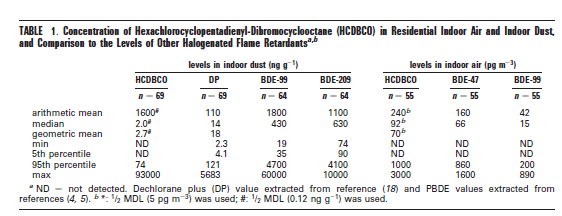 TABLE 1. Concentration of Hexachlorocyclopentadienyl-Dibromocyclooctane (HCDBCO) in Residential Indoor Air and Indoor Dust,
and Comparison to the Levels of Other Halogenated Flame Retardants^a,b
levels in indoor dust (ng g⁻¹) levels in indoor air (pg m⁻³)
HCDBCO DP BDE-99 BDE-209 HCDBCO BDE-47 BDE-99
n = 69 n = 69 n = 64 n = 64 n = 55 n = 55 n = 55
arithmetic mean 1600# 110 1800 1100 240b 160 42
median 2.0# 14 430 630 92b 66 15
geometric mean 2.7# 18 70b
min ND 2.3 19 74 ND ND ND
5th percentile ND 4.1 35 90 ND ND ND
95th percentile 74 121 4700 4100 1000 860 200
max 93000 5683 60000 10000 3000 1600 890
a ND = not detected. Dechlorane plus (DP) value extracted from reference (18) and PBDE values extracted from
references (4, 5). b *: ½ MDL (5 pg m⁻³) was used; #: ½ MDL (0.12 ng g⁻¹) was used.